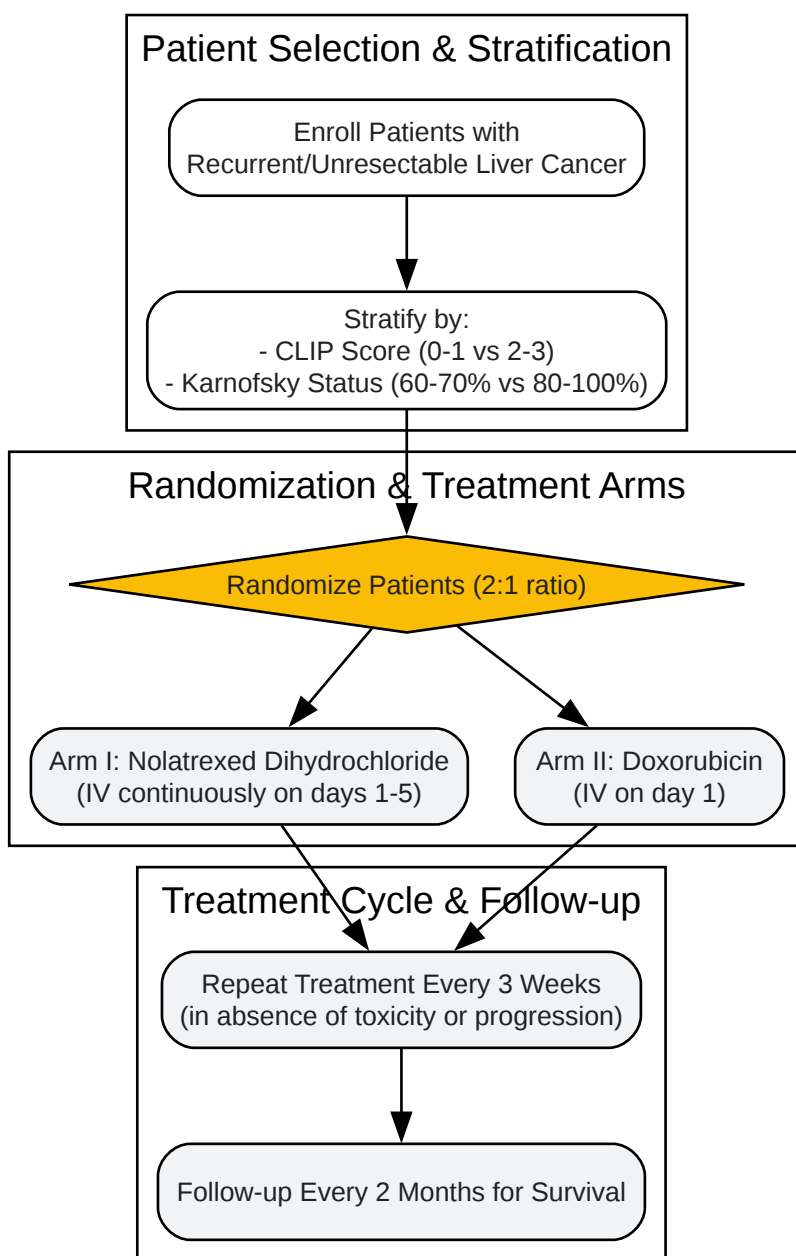 Patient Selection & Stratification
Enroll Patients with
Recurrent/Unresectable Liver Cancer
Stratify by:
- CLIP Score (0-1 vs 2-3)
- Karnofsky Status (60-70% vs 80-100%)
Randomization & Treatment Arms
Randomize Patients (2:1 ratio)
Arm I: Nolatrexed Dihydrochloride
(IV continuously on days 1-5)
Arm II: Doxorubicin
(IV on day 1)
Treatment Cycle & Follow-up
Repeat Treatment Every 3 Weeks
(in absence of toxicity or progression)
Follow-up Every 2 Months for Survival